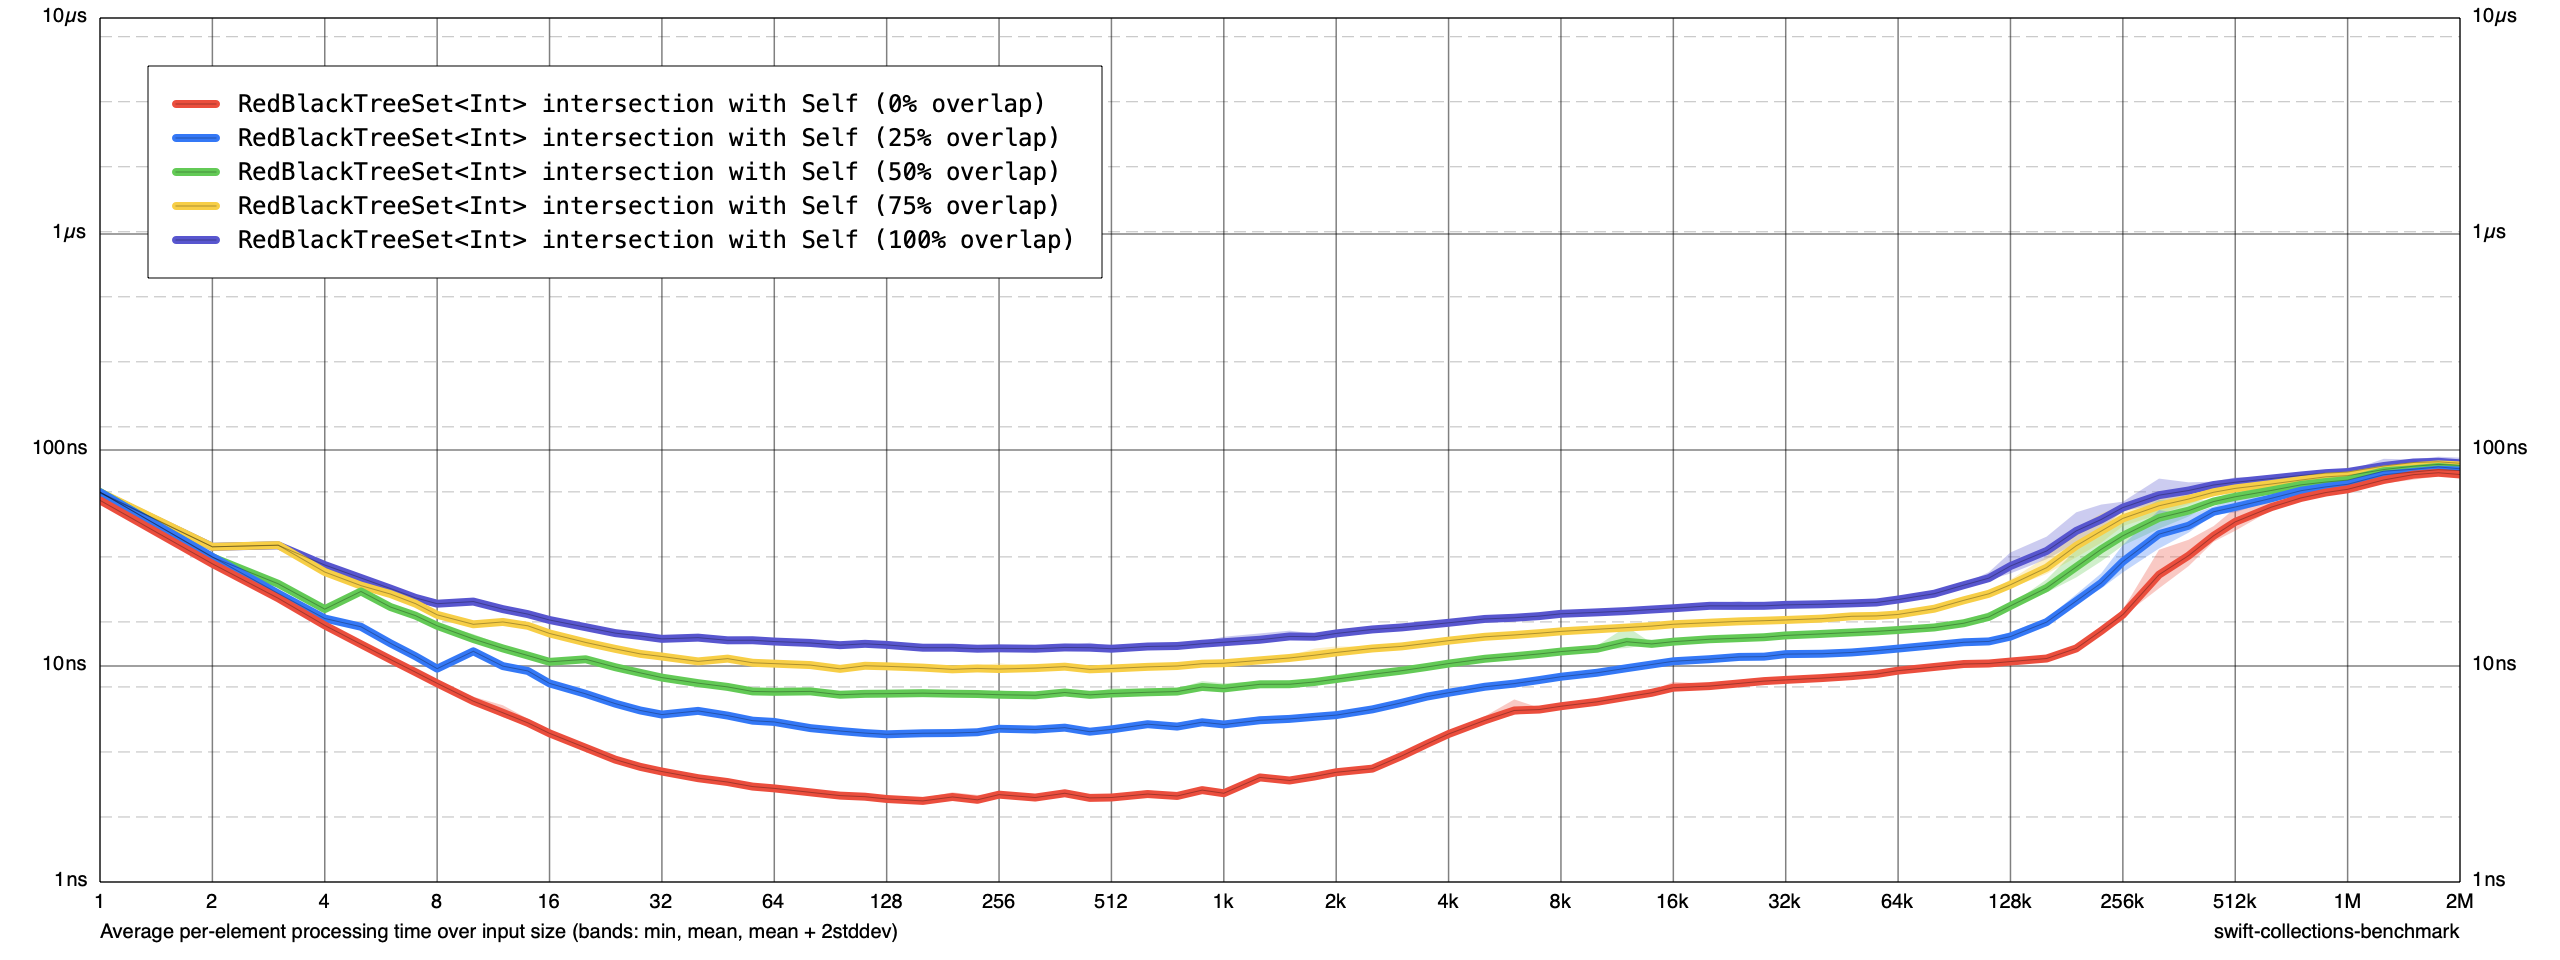 10µs
10µs
RedBlackTreeSet<Int> intersection with Self (0% overlap)
RedBlackTreeSet<Int> intersection with Self (25% overlap)
RedBlackTreeSet<Int> intersection with Self (50% overlap)
RedBlackTreeSet<Int> intersection with Self (75% overlap)
1µs
1µs
RedBlackTreeSet<Int> intersection with Self (100% overlap)
100ns
100ns
10ns
10ns
1ns
1ns
1 2 4 8 16 32 64 128 256 512 1k 2k 4k 8k 16k 32k 64k 128k 256k 512k 1M 2M
Average per-element processing time over input size (bands: min, mean, mean + 2stddev)
swift-collections-benchmark